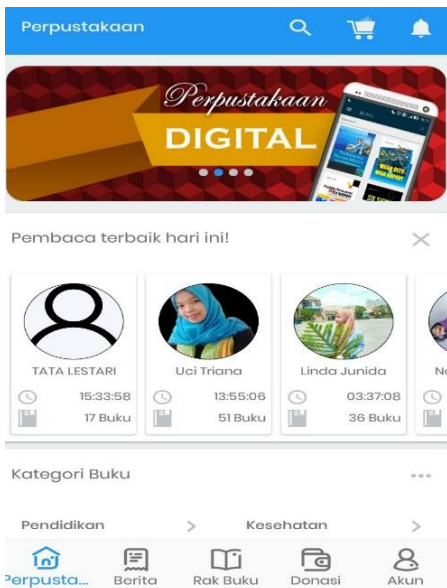 Perpustakaan
Perpustakaan
DIGITAL
Pembaca terbaik hari ini!
TATA LESTARI
15:33:58
17 Buku
Uci Triana
13:55:06
51 Buku
Linda Junida
03:37:08
36 Buku
Kategori Buku
Pendidikan
Kesehatan
Perpusta...
Berita
Rak Buku
Donasi
Akun